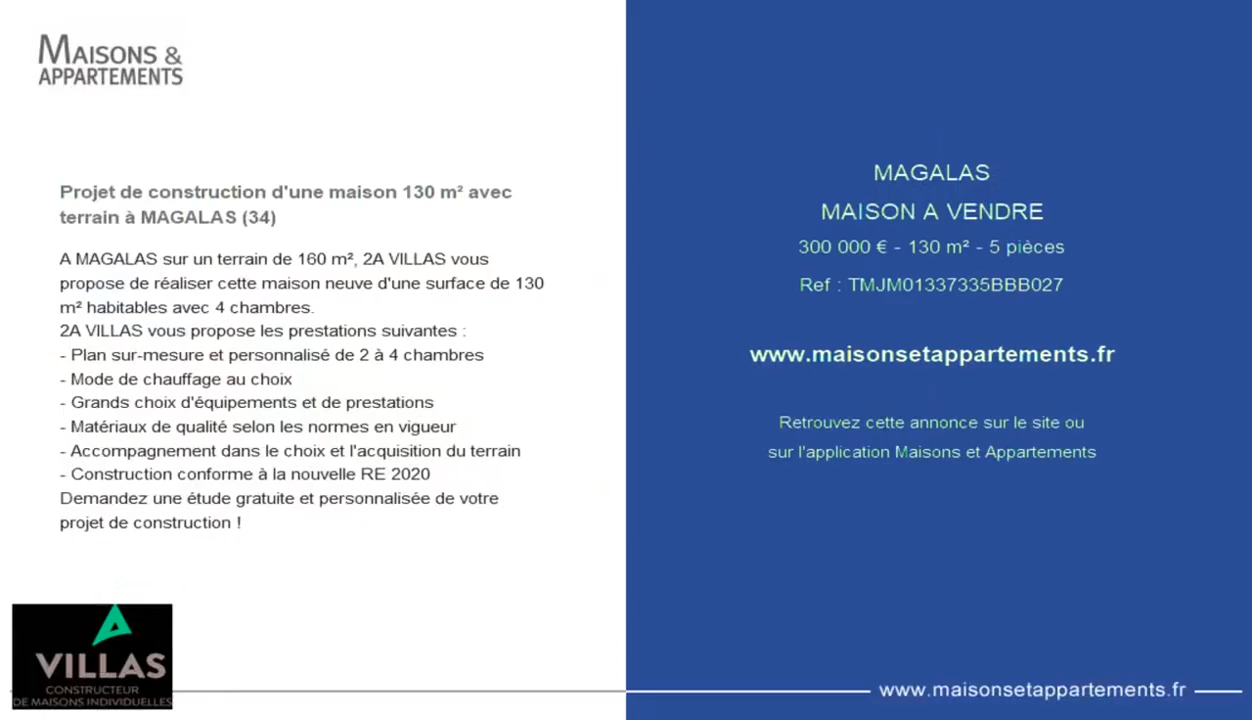 MAISONS &
APPARTEMENTS
Projet de construction d'une maison 130 m² avec
terrain à MAGALAS (34)
A MAGALAS sur un terrain de 160 m², 2A VILLAS vous
propose de réaliser cette maison neuve d'une surface de 130
m² habitables avec 4 chambres.
2A VILLAS vous propose les prestations suivantes :
- Plan sur-mesure et personnalisé de 2 à 4 chambres
- Mode de chauffage au choix
- Grands choix d'équipements et de prestations
- Matériaux de qualité selon les normes en vigueur
- Accompagnement dans le choix et l'acquisition du terrain
- Construction conforme à la nouvelle RE 2020
Demandez une étude gratuite et personnalisée de votre
projet de construction !
VILLAS
CONSTRUCTEUR
DE MAISONS INDIVIDUELLES
MAGALAS
MAISON A VENDRE
300 000 € - 130 m² - 5 pièces
Ref : TMJM01337335BBB027
www.maisonsetappartements.fr
Retrouvez cette annonce sur le site ou
sur l'application Maisons et Appartements
www.maisonsetappartements.fr